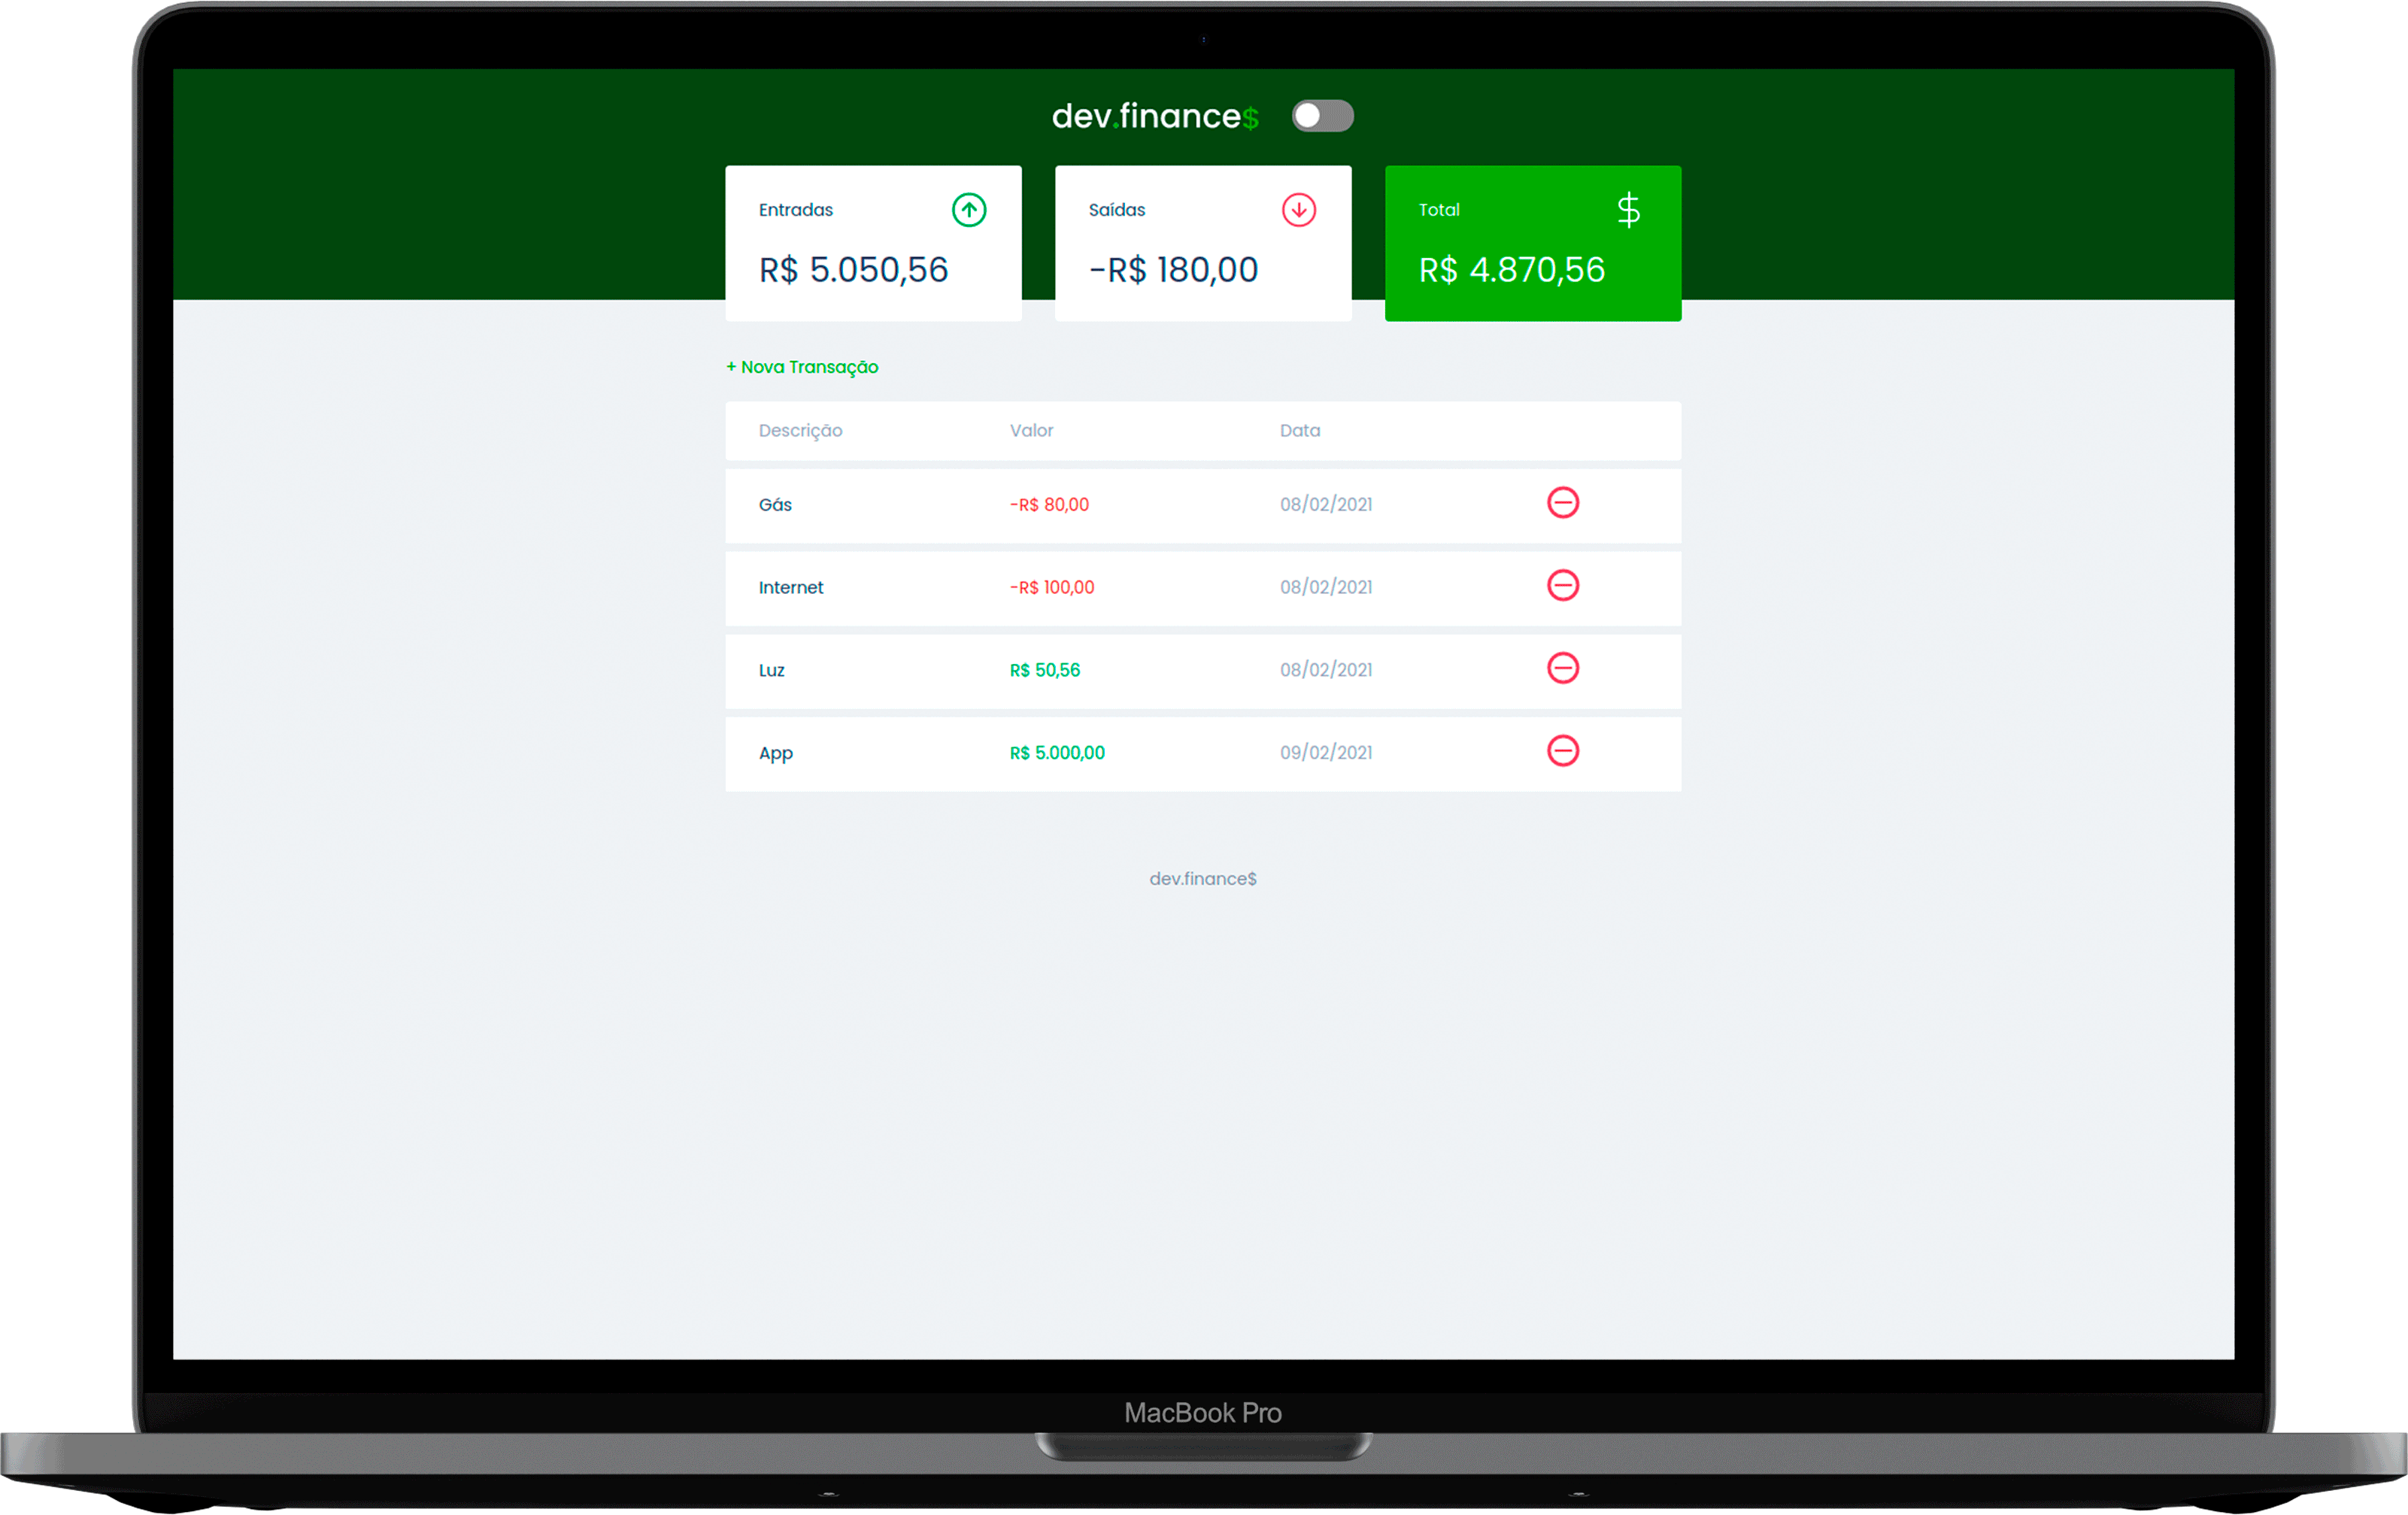 dev.finance$
Entradas
R$ 5.050,56
Saídas
-R$ 180,00
Total
$
R$ 4.870,56
+ Nova Transação
Descrição Valor Data
Gás -R$ 80,00 08/02/2021
Internet -R$ 100,00 08/02/2021
Luz R$ 50,56 08/02/2021
App R$ 5.000,00 09/02/2021
dev.finance$
MacBook Pro